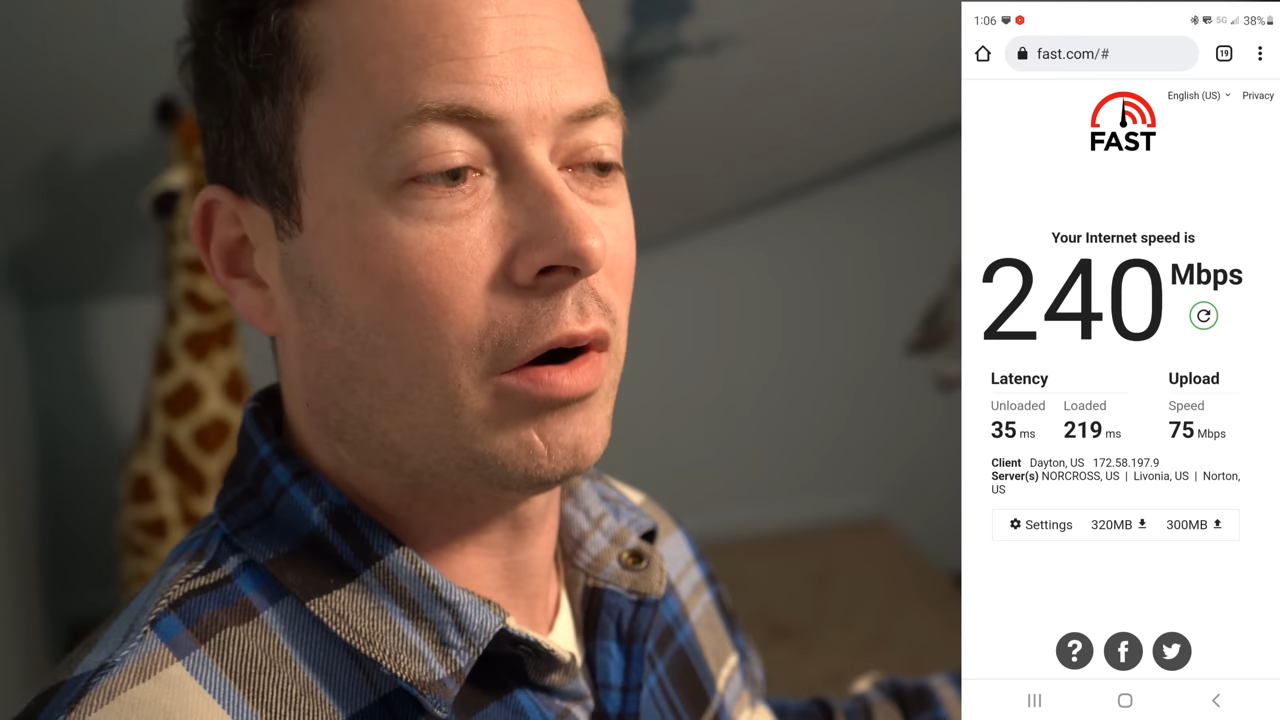 1:06 5G 38%
fast.com/# 19
English (US) Privacy
FAST
Your Internet speed is
240 Mbps
Latency Upload
Unloaded Loaded Speed
35 ms 219 ms 75 Mbps
Client Dayton, US 172.58.197.9
Server(s) NORCROSS, US | Livonia, US | Norton,
US
Settings 320MB 300MB
? f